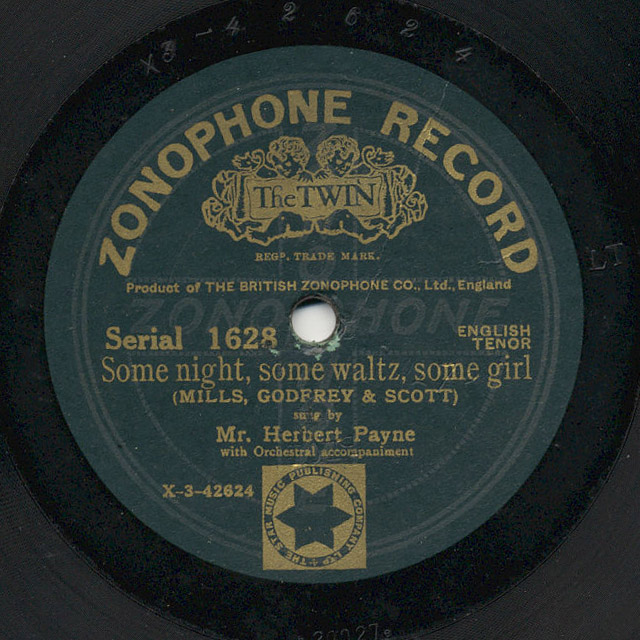 X3-42624
ZONOPHONE RECORD
The TWIN
REGD. TRADE MARK.
Product of THE BRITISH ZONOPHONE CO., Ltd., England
ZONOPHONE
Serial 1628
ENGLISH
TENOR
Some night, some waltz, some girl
(MILLS, GODFREY & SCOTT)
sung by
Mr. Herbert Payne
with Orchestral accompaniment
X-3-42624
STAR MUSIC PUBLISHING COMPANY
LT